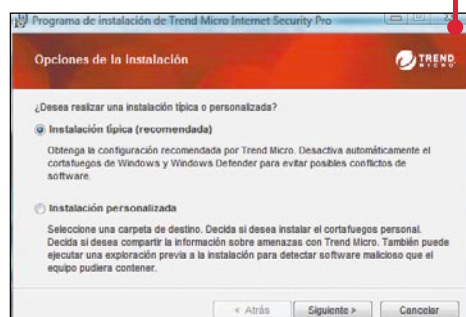 Programa de instalación de Trend Micro Internet Security Pro
Opciones de la instalación
TREND
MICRO
¿Desea realizar una instalación típica o personalizada?
Instalación típica (recomendada)
Obtenga la configuración recomendada por Trend Micro. Desactiva automáticamente el
cortafuegos de Windows y Windows Defender para evitar posibles conflictos de
software.
Instalación personalizada
Seleccione una carpeta de destino. Decida si desea instalar el cortafuegos personal.
Decida si desea compartir la información sobre amenazas con Trend Micro. También puede
ejecutar una exploración previa a la instalación para detectar software malicioso que el
equipo pudiera contener.
< Atrás
Siguiente >
Cancelar